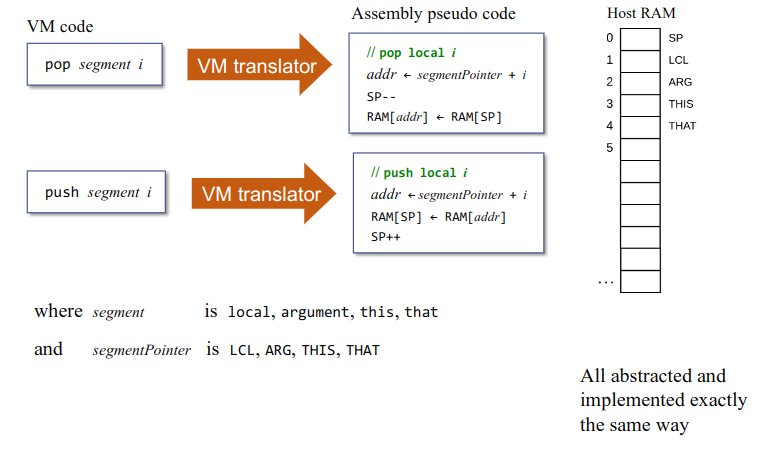 VM code
pop segment i
VM translator
Assembly pseudo code
// pop local i
addr ← segmentPointer + i
SP--
RAM[addr] ← RAM[SP]
push segment i
VM translator
// push local i
addr ← segmentPointer + i
RAM[SP] ← RAM[addr]
SP++
Host RAM
0 SP
1 LCL
2 ARG
3 THIS
4 THAT
5
...
where segment is local, argument, this, that
and segmentPointer is LCL, ARG, THIS, THAT
All abstracted and
implemented exactly
the same way